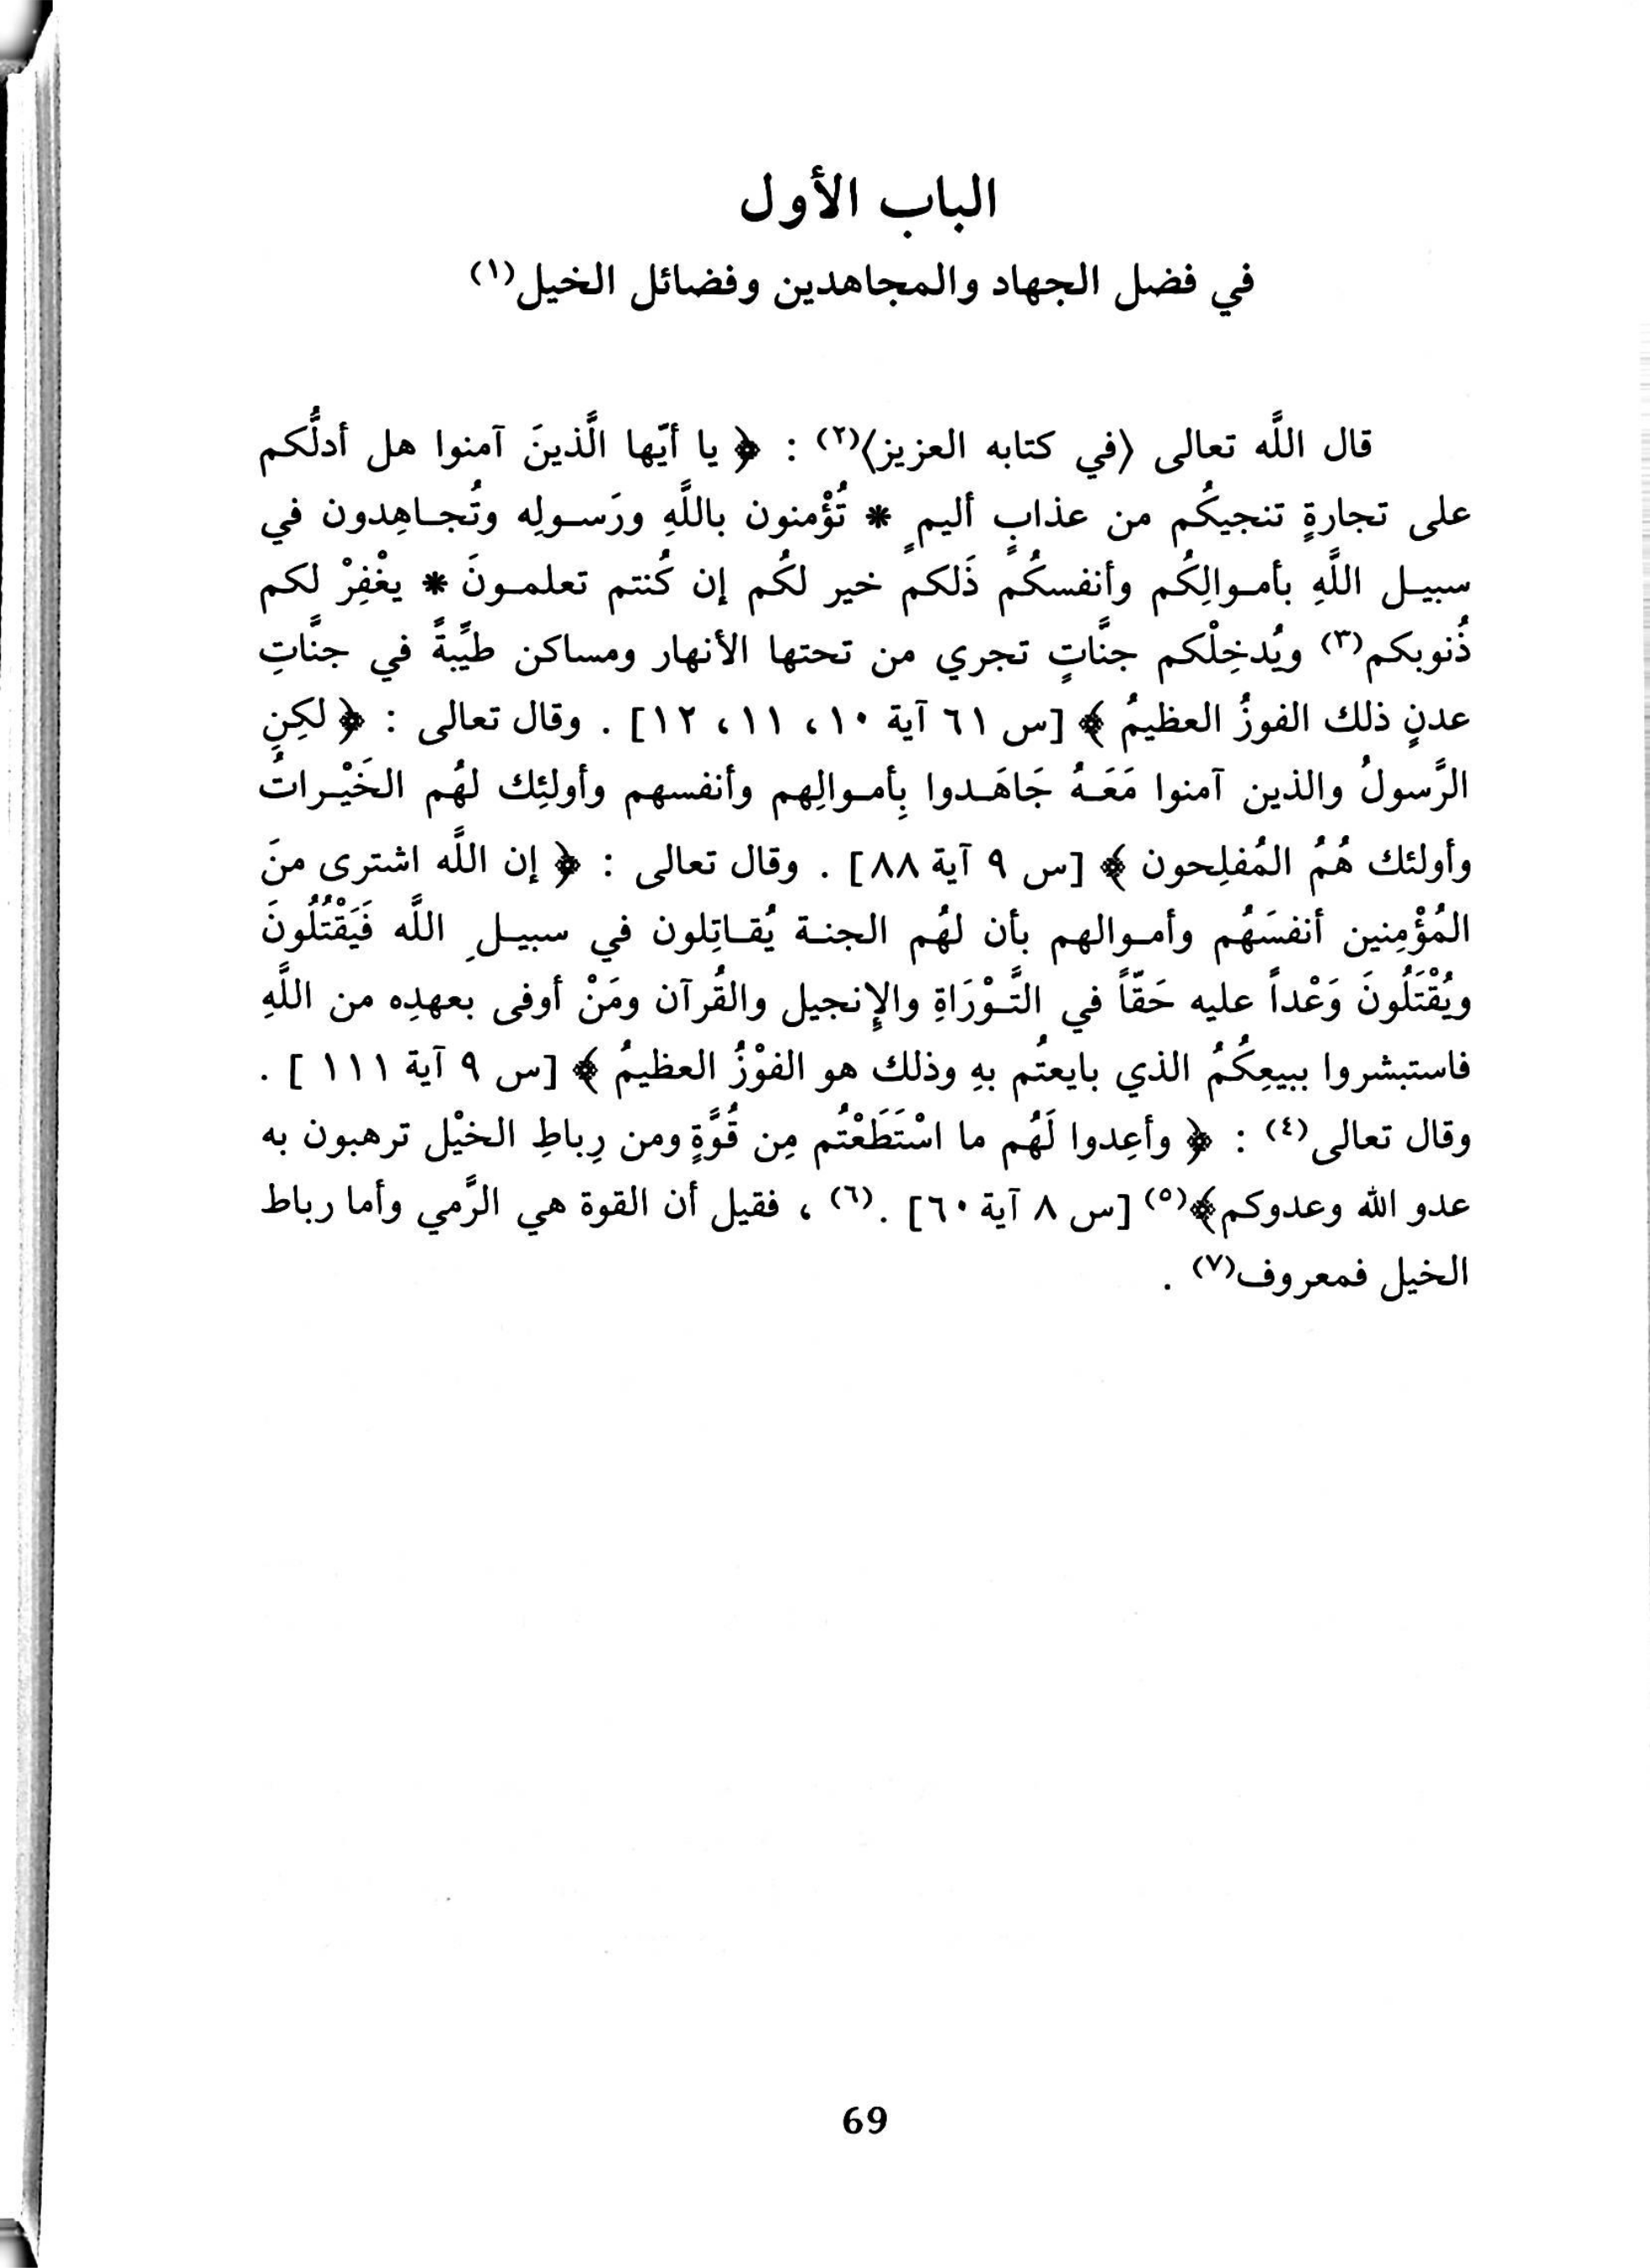 الباب الأول
في فضل الجهاد والمجاهدين وفضائل الخيل(١)
قال اللَّه تعالى (في كتابه العزيز)(٢) : ﴿ يا أيّها الَّذينَ آمنوا هل أدلُّكم
على تجارةٍ تنجيكُم من عذابٍ أليمٍ * تُؤْمنون باللَّهِ ورَسولِه وتُجاهِدون في
سبيل اللَّهِ بأموالِكُم وأنفسكُم ذَلكم خير لكُم إن كُنتم تعلمونَ * يغْفِرْ لكم
ذُنوبكم(٣) ويُدخِلْكم جنَّاتٍ تجري من تحتها الأنهار ومساكن طيِّبةً في جنَّاتِ
عدنٍ ذلك الفوزُ العظيمُ ﴾ [س ٦١ آية ١٠، ١١ ، ١٢] . وقال تعالى : ﴿ لكِنِ
الرَّسولُ والذين آمنوا مَعَهُ جَاهَدوا بِأموالِهم وأنفسهم وأولئِك لهُم الخَيْراتُ
وأولئك هُمُ المُفلِحون ﴾ [س ٩ آية ٨٨] . وقال تعالى : ﴿ إن اللَّه اشترى منَ
المُؤْمِنين أنفسَهُم وأموالهم بأن لهُم الجنة يُقاتِلون في سبيلِ اللَّه فَيَقْتُلُونَ
ويُقْتَلُونَ وَعْداً عليه حَقّاً في التَّوْرَاةِ والإنجيل والقُرآن ومَنْ أوفى بعهدِه من اللَّهِ
فاستبشروا ببيعِكُمُ الذي بايعتُم بهِ وذلك هو الفوْزُ العظيمُ ﴾ [س ٩ آية ١١١ ] .
وقال تعالى(٤) : ﴿ وأعِدوا لَهُم ما اسْتَطَعْتُم مِن قُوَّةٍ ومن رِباطِ الخيْل ترهبون به
عدو الله وعدوكم﴾(٥) [س ٨ آية ٦٠] .(٦) ، فقيل أن القوة هي الرَّمي وأما رباط
الخيل فمعروف(٧) .
69